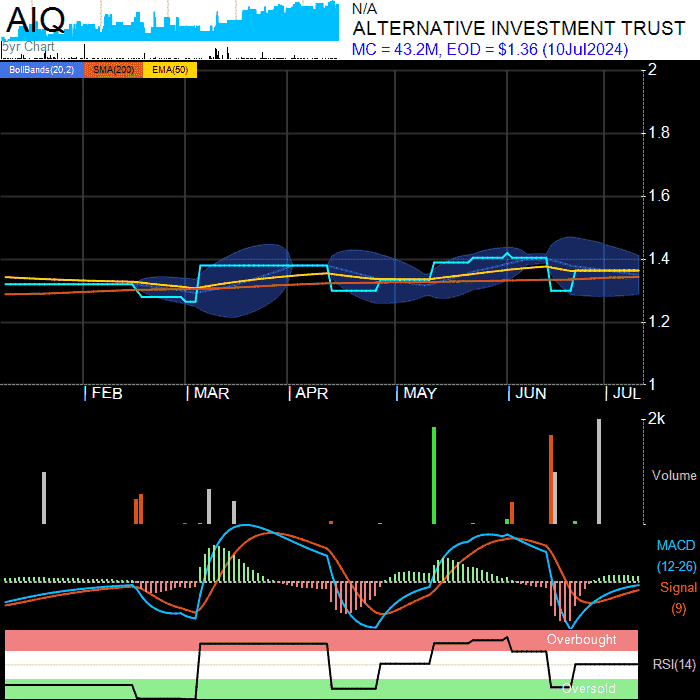 AIQ
5yr Chart
N/A
ALTERNATIVE INVESTMENT TRUST
MC = 43.2M, EOD = $1.36 (10Jul2024)
BollBands(20,2) SMA(200) EMA(50)
2
1.8
1.6
1.4
1.2
1
FEB MAR APR MAY JUN JUL
2k
Volume
MACD
(12-26)
Signal
(9)
Overbought
RSI(14)
Oversold